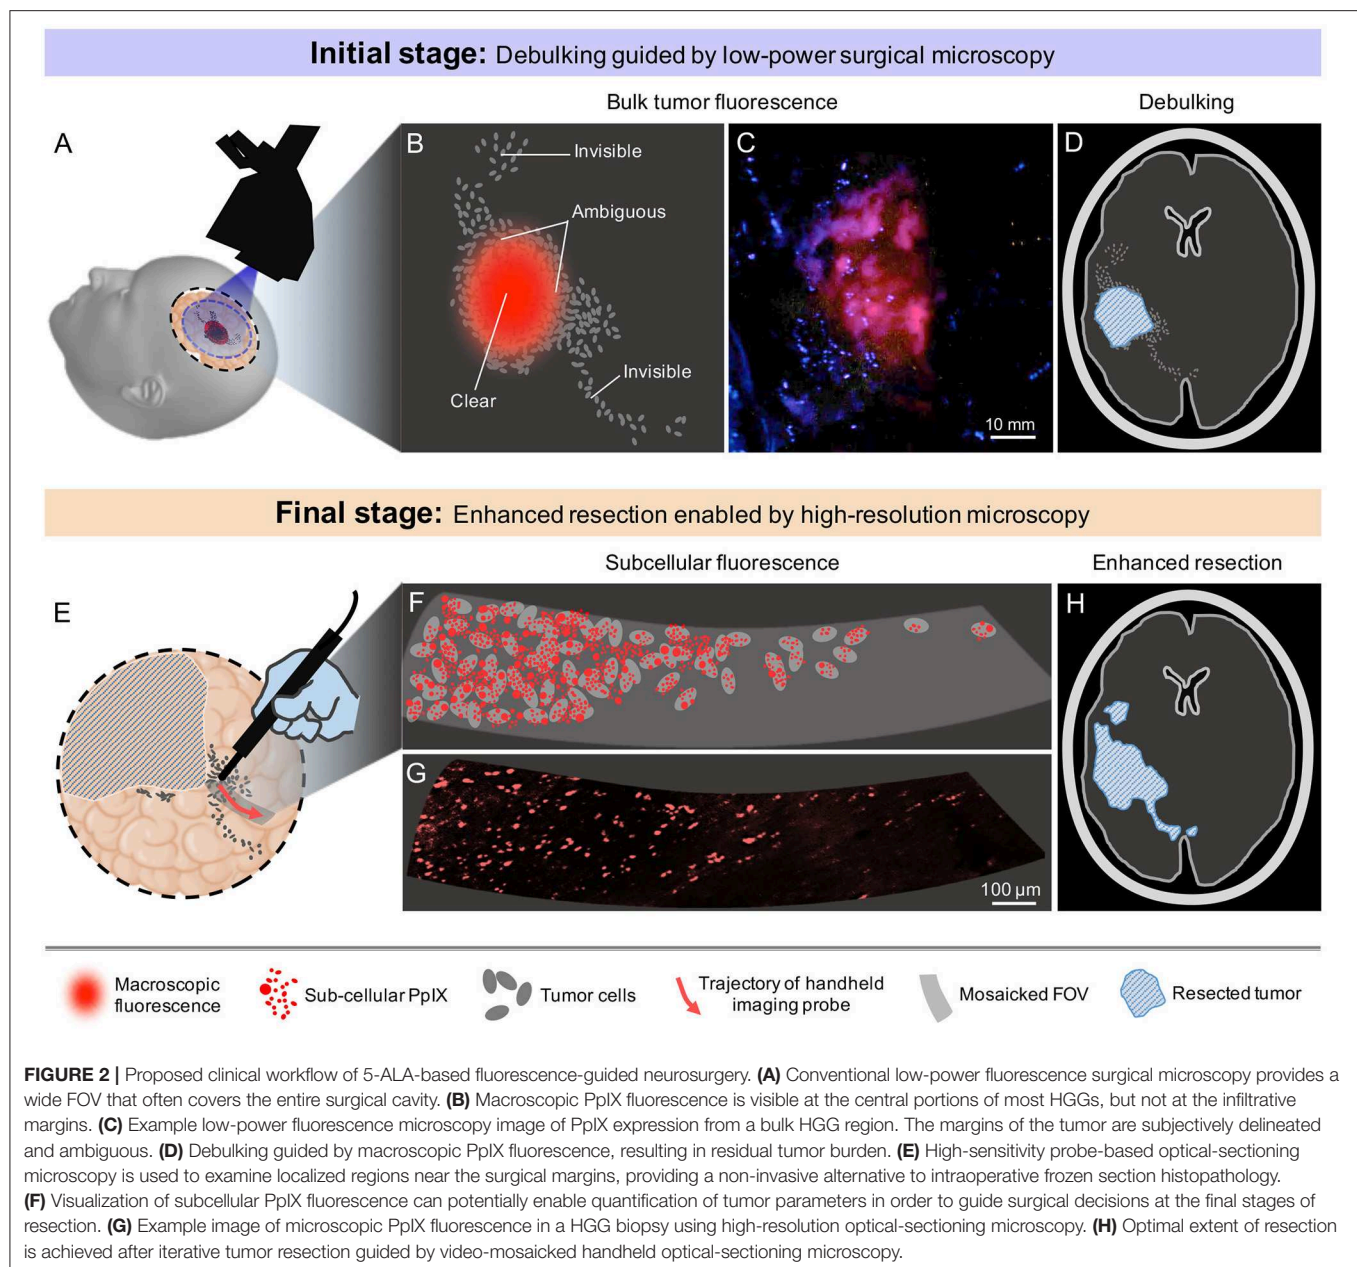 Initial stage: Debulking guided by low-power surgical microscopy
Bulk tumor fluorescence
Debulking
A
B
Invisible
Ambiguous
Invisible
Clear
C
10 mm
D
Final stage: Enhanced resection enabled by high-resolution microscopy
Subcellular fluorescence
Enhanced resection
E
F
G
100 µm
H
Macroscopic
fluorescence
Sub-cellular PpIX
Tumor cells
Trajectory of handheld
imaging probe
Mosaicked FOV
Resected tumor
FIGURE 2 | Proposed clinical workflow of 5-ALA-based fluorescence-guided neurosurgery. (A) Conventional low-power fluorescence surgical microscopy provides a
wide FOV that often covers the entire surgical cavity. (B) Macroscopic PpIX fluorescence is visible at the central portions of most HGGs, but not at the infiltrative
margins. (C) Example low-power fluorescence microscopy image of PpIX expression from a bulk HGG region. The margins of the tumor are subjectively delineated
and ambiguous. (D) Debulking guided by macroscopic PpIX fluorescence, resulting in residual tumor burden. (E) High-sensitivity probe-based optical-sectioning
microscopy is used to examine localized regions near the surgical margins, providing a non-invasive alternative to intraoperative frozen section histopathology.
(F) Visualization of subcellular PpIX fluorescence can potentially enable quantification of tumor parameters in order to guide surgical decisions at the final stages of
resection. (G) Example image of microscopic PpIX fluorescence in a HGG biopsy using high-resolution optical-sectioning microscopy. (H) Optimal extent of resection
is achieved after iterative tumor resection guided by video-mosaicked handheld optical-sectioning microscopy.